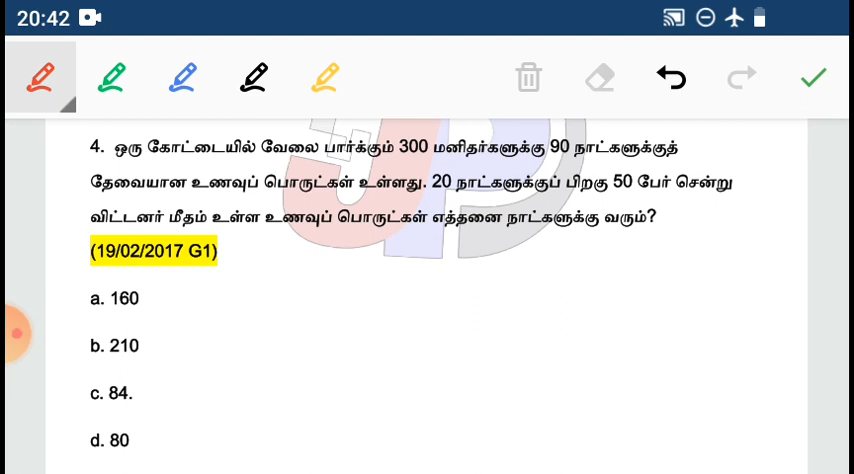 20:42
4. ஒரு கோட்டையில் வேலை பார்க்கும் 300 மனிதர்களுக்கு 90 நாட்களுக்குத்
தேவையான உணவுப் பொருட்கள் உள்ளது. 20 நாட்களுக்குப் பிறகு 50 பேர் சென்று
விட்டனர் மீதம் உள்ள உணவுப் பொருட்கள் எத்தனை நாட்களுக்கு வரும்?
(19/02/2017 G1)
a. 160
b. 210
c. 84.
d. 80